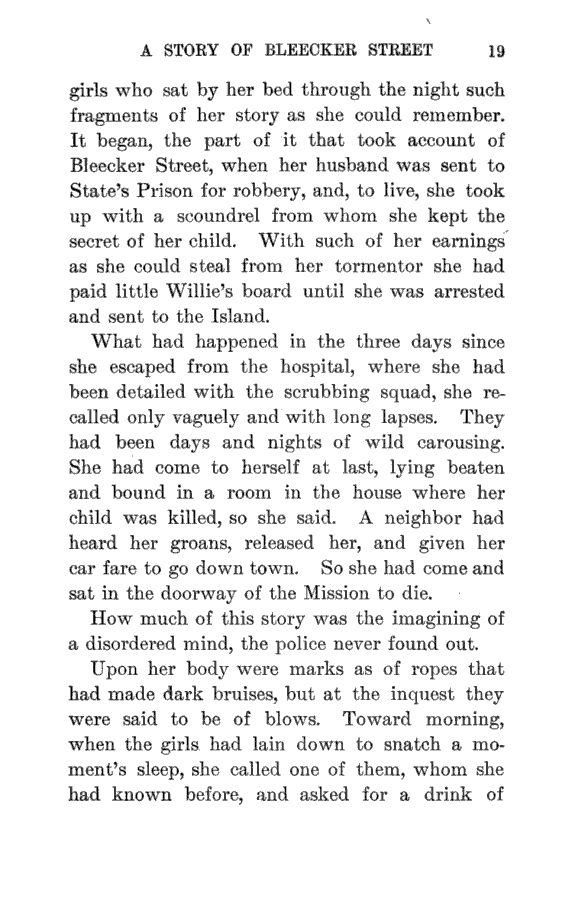 A STORY OF BLEECKER STREET 19
girls who sat by her bed through the night such
fragments of her story as she could remember.
It began, the part of it that took account of
Bleecker Street, when her husband was sent to
State's Prison for robbery, and, to live, she took
up with a scoundrel from whom she kept the
secret of her child. With such of her earnings
as she could steal from her tormentor she had
paid little Willie's board until she was arrested
and sent to the Island.
What had happened in the three days since
she escaped from the hospital, where she had
been detailed with the scrubbing squad, she re-
called only vaguely and with long lapses. They
had been days and nights of wild carousing.
She had come to herself at last, lying beaten
and bound in a room in the house where her
child was killed, so she said. A neighbor had
heard her groans, released her, and given her
car fare to go down town. So she had come and
sat in the doorway of the Mission to die.
How much of this story was the imagining of
a disordered mind, the police never found out.
Upon her body were marks as of ropes that
had made dark bruises, but at the inquest they
were said to be of blows. Toward morning,
when the girls had lain down to snatch a mo-
ment's sleep, she called one of them, whom she
had known before, and asked for a drink of